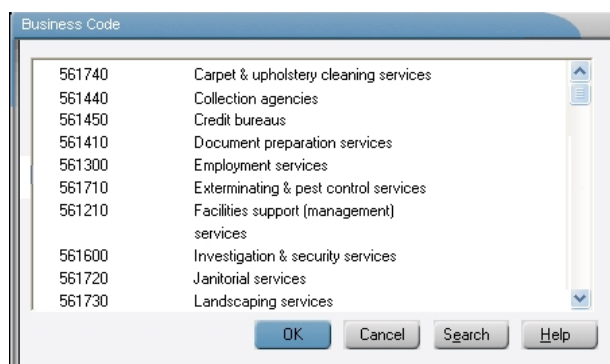 Business Code
561740 Carpet & upholstery cleaning services
561440 Collection agencies
561450 Credit bureaus
561410 Document preparation services
561300 Employment services
561710 Exterminating & pest control services
561210 Facilities support (management)
services
561600 Investigation & security services
561720 Janitorial services
561730 Landscaping services
OK Cancel Search Help